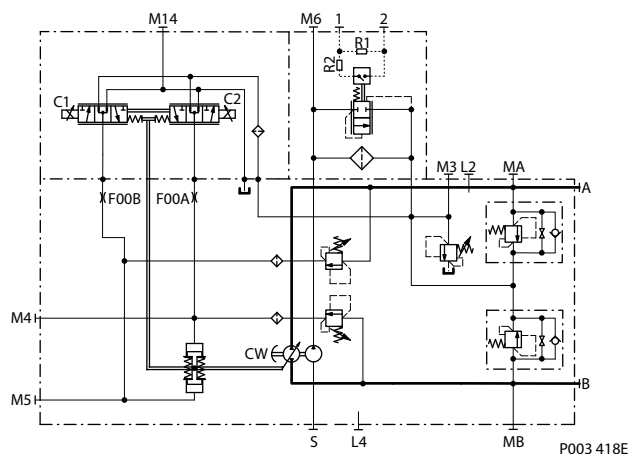 M14 M6 1 2
R1
R2
C1 C2
F00B F00A M3 L2 MA
A
M4
CW
M5 B
S L4 MB
P003 418E